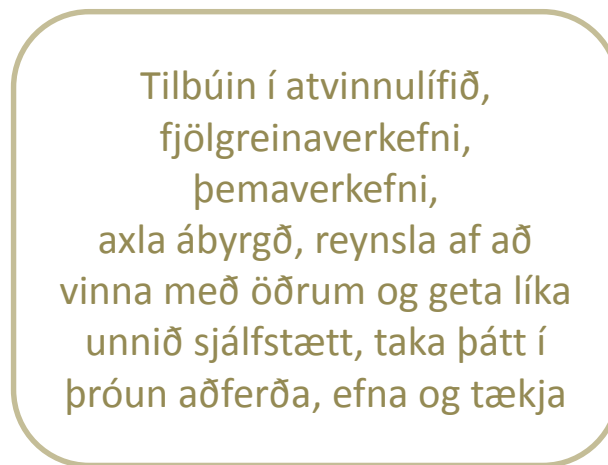 Tilbúin í atvinnulífið,
fjölgreinaverkefni,
þemaverkefni,
axla ábyrgð, reynsla af að
vinna með öðrum og geta líka
unnið sjálfstætt, taka þátt í
þróun aðferða, efna og tækja